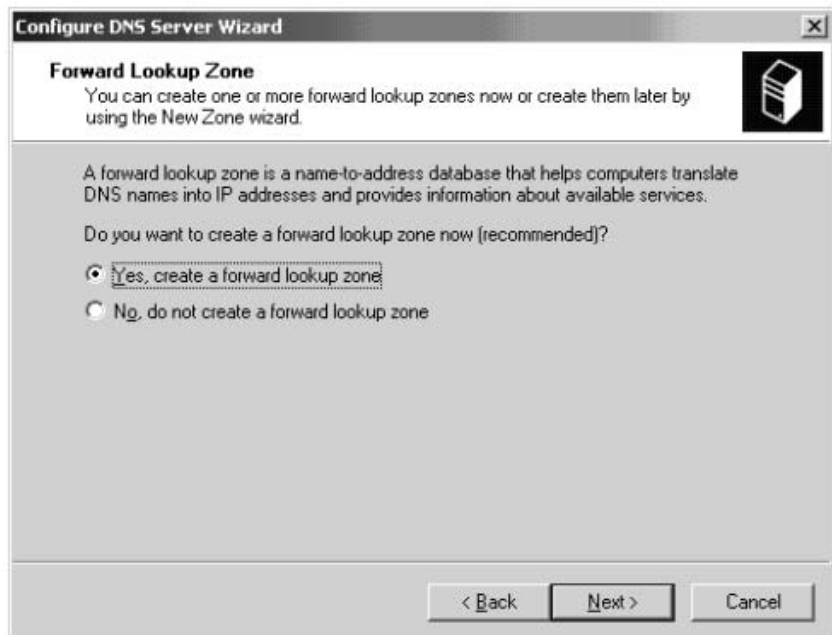 Configure DNS Server Wizard
Forward Lookup Zone
You can create one or more forward lookup zones now or create them later by
using the New Zone wizard.
A forward lookup zone is a name-to-address database that helps computers translate
DNS names into IP addresses and provides information about available services.
Do you want to create a forward lookup zone now (recommended)?
Yes, create a forward lookup zone
No, do not create a forward lookup zone
< Back
Next >
Cancel